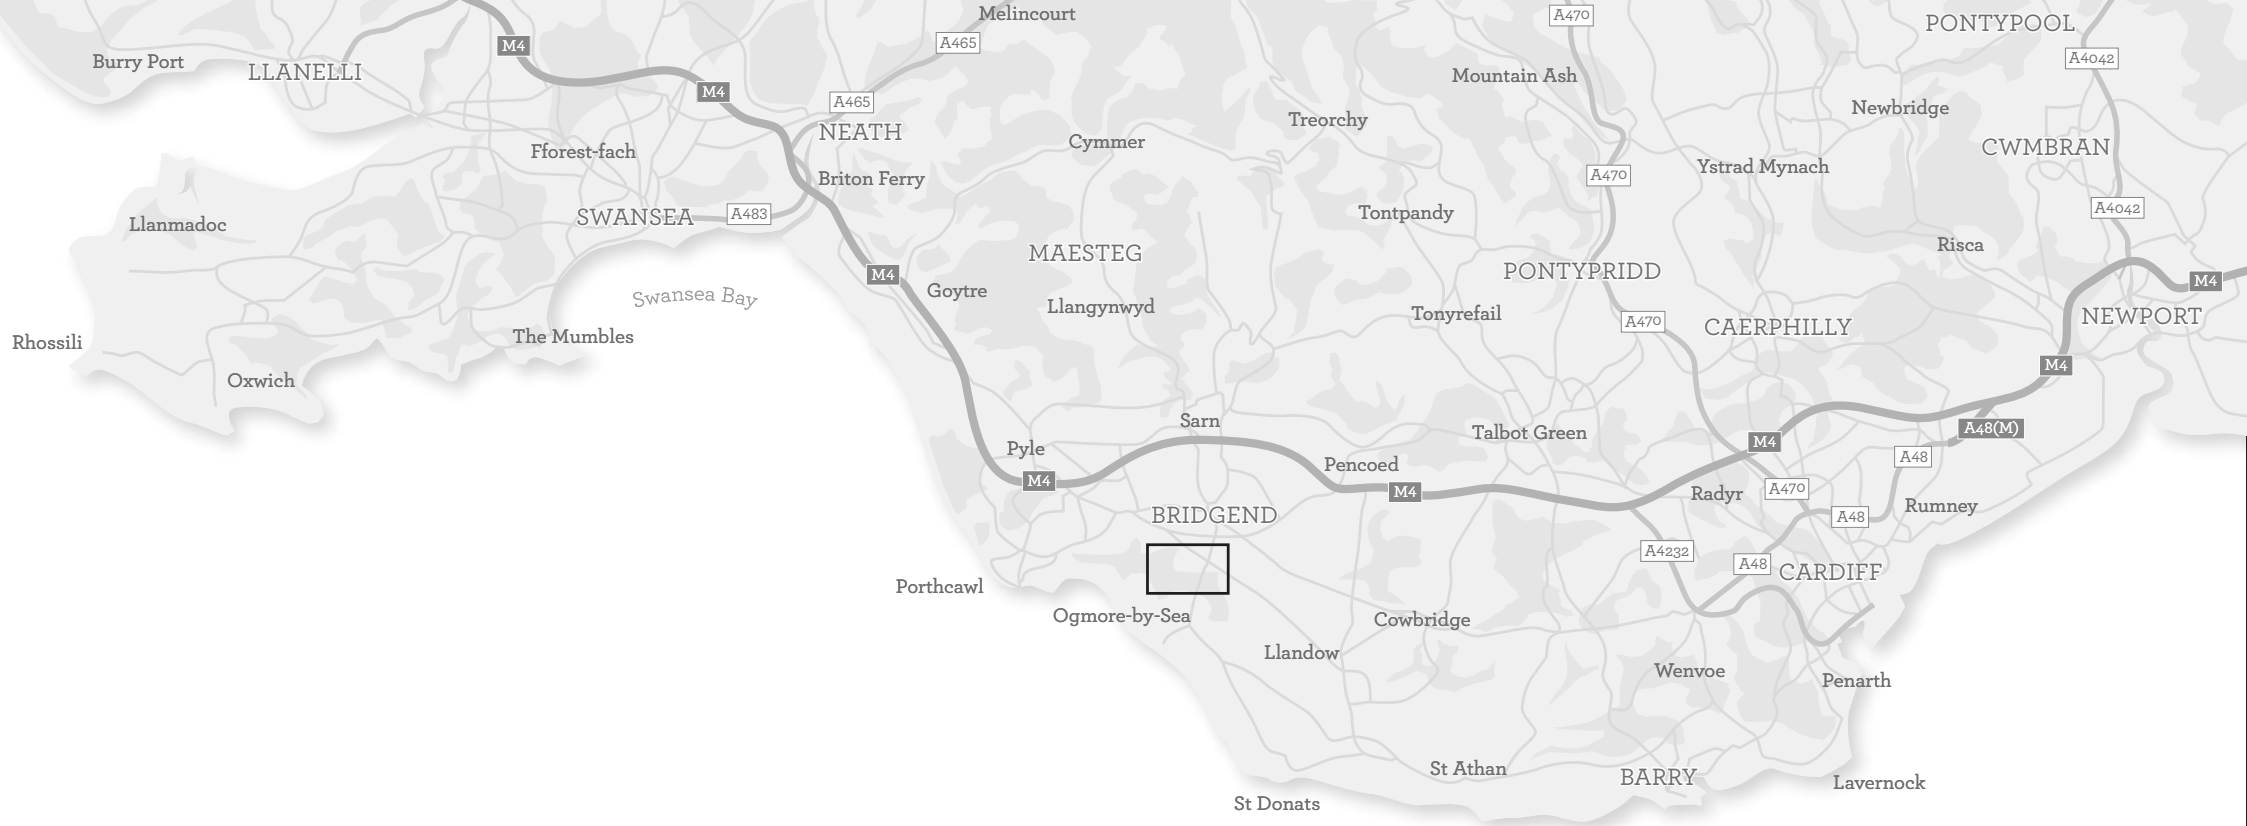 Melincourt
A470
PONTYPOOL
M4
A465
Burry Port
LLANELLI
A4042
Mountain Ash
M4
A465
Newbridge
NEATH
Treorchy
Cymmer
CWMBRAN
Fforest-fach
Ystrad Mynach
Briton Ferry
A470
A4042
SWANSEA
A483
Tontpandy
Llanmadoc
Risca
MAESTEG
PONTYPRIDD
M4
M4
Goytre
Swansea Bay
Llangynwyd
Tonyrefail
NEWPORT
A470
CAERPHILLY
The Mumbles
Rhossili
M4
Oxwich
Sarn
A48(M)
Talbot Green
M4
Pyle
A48
Pencoed
M4
M4
A470
Radyr
Rumney
BRIDGEND
A48
A4232
A48
CARDIFF
Porthcawl
Ogmore-by-Sea
Cowbridge
Llandow
Wenvoe
Penarth
St Athan
BARRY
Lavernock
St Donats